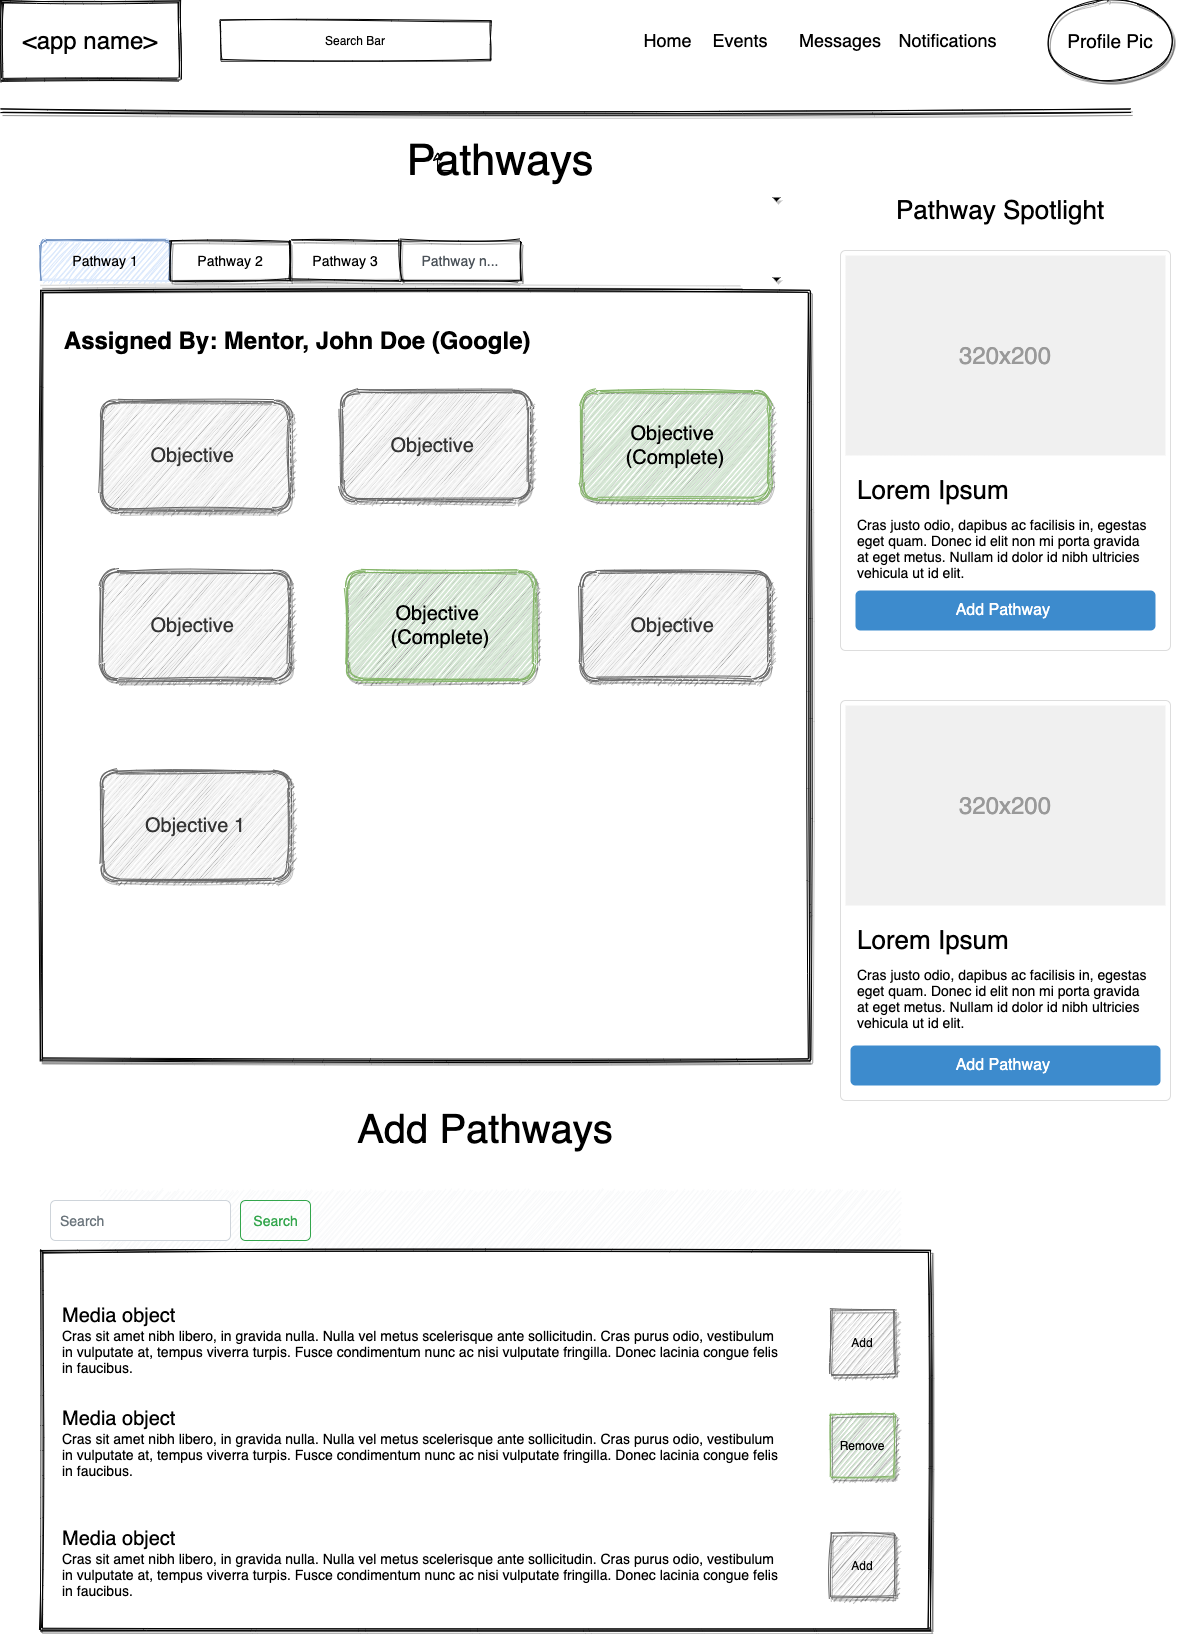 <app name>
Search Bar
Home
Events
Messages
Notifications
Profile Pic
Pathways
Pathway 1
Pathway 2
Pathway 3
Pathway n...
Assigned By: Mentor, John Doe (Google)
Objective
Objective
Objective
(Complete)
Objective
Objective
(Complete)
Objective
Objective 1
Pathway Spotlight
320x200
Lorem Ipsum
Cras justo odio, dapibus ac facilisis in, egestas
eget quam. Donec id elit non mi porta gravida
at eget metus. Nullam id dolor id nibh ultricies
vehicula ut id elit.
Add Pathway
320x200
Lorem Ipsum
Cras justo odio, dapibus ac facilisis in, egestas
eget quam. Donec id elit non mi porta gravida
at eget metus. Nullam id dolor id nibh ultricies
vehicula ut id elit.
Add Pathway
Add Pathways
Search
Search
Media object
Cras sit amet nibh libero, in gravida nulla. Nulla vel metus scelerisque ante sollicitudin. Cras purus odio, vestibulum
in vulputate at, tempus viverra turpis. Fusce condimentum nunc ac nisi vulputate fringilla. Donec lacinia congue felis
in faucibus.
Add
Media object
Cras sit amet nibh libero, in gravida nulla. Nulla vel metus scelerisque ante sollicitudin. Cras purus odio, vestibulum
in vulputate at, tempus viverra turpis. Fusce condimentum nunc ac nisi vulputate fringilla. Donec lacinia congue felis
in faucibus.
Remove
Media object
Cras sit amet nibh libero, in gravida nulla. Nulla vel metus scelerisque ante sollicitudin. Cras purus odio, vestibulum
in vulputate at, tempus viverra turpis. Fusce condimentum nunc ac nisi vulputate fringilla. Donec lacinia congue felis
in faucibus.
Add